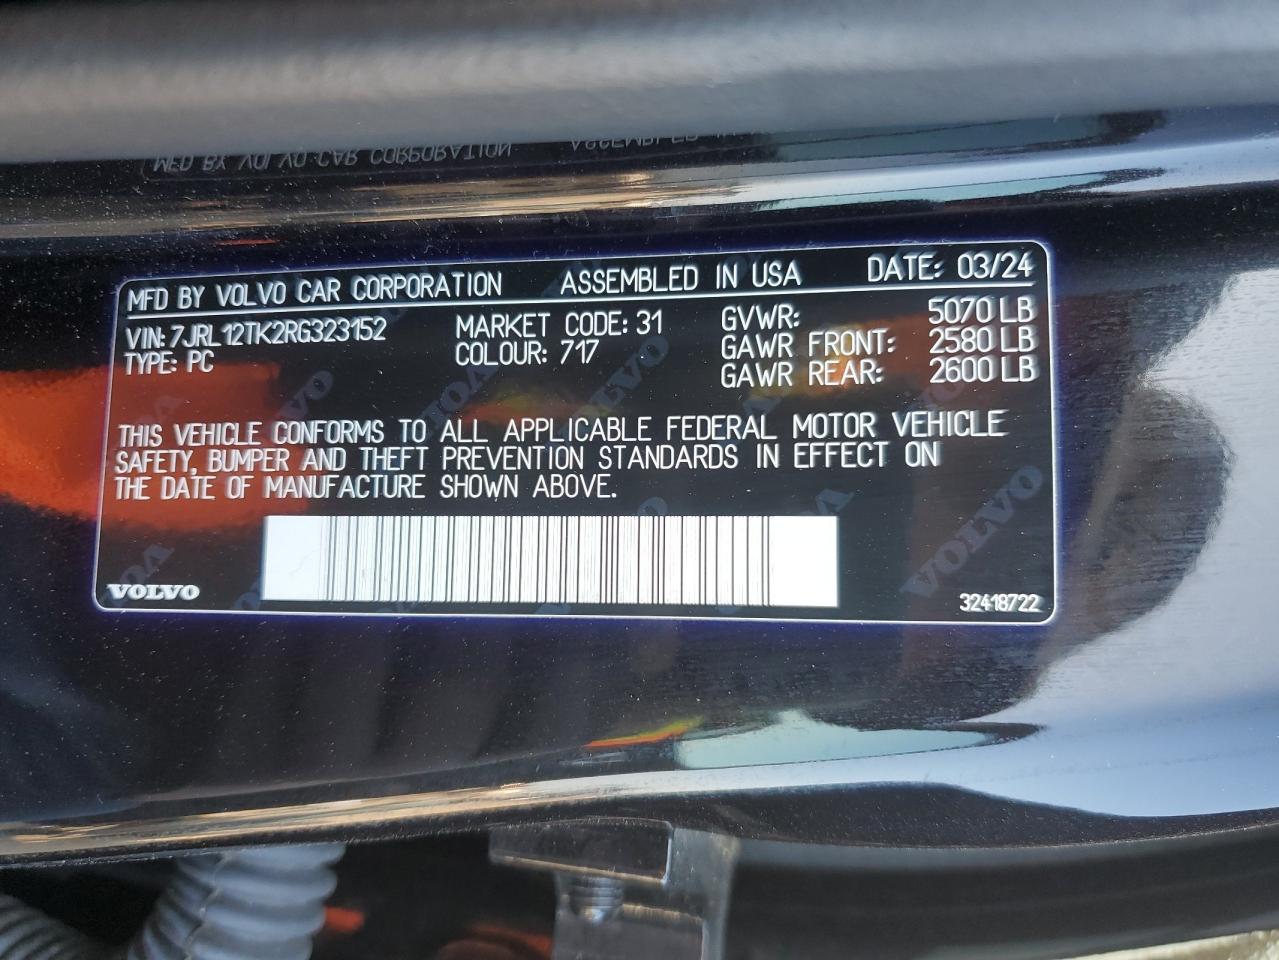 MFD BY VOLVO CAR CORPORATION ASSEMBLED IN USA DATE: 03/24
VIN: 7JRL12TK2RG323152 MARKET CODE: 31 GVWR: 5070 LB
TYPE: PC COLOUR: 717 GAWR FRONT: 2580 LB
GAWR REAR: 2600 LB
THIS VEHICLE CONFORMS TO ALL APPLICABLE FEDERAL MOTOR VEHICLE
SAFETY, BUMPER AND THEFT PREVENTION STANDARDS IN EFFECT ON
THE DATE OF MANUFACTURE SHOWN ABOVE.
VOLVO
32418722